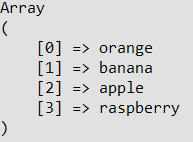 Array
(
    [0] => orange
    [1] => banana
    [2] => apple
    [3] => raspberry
)